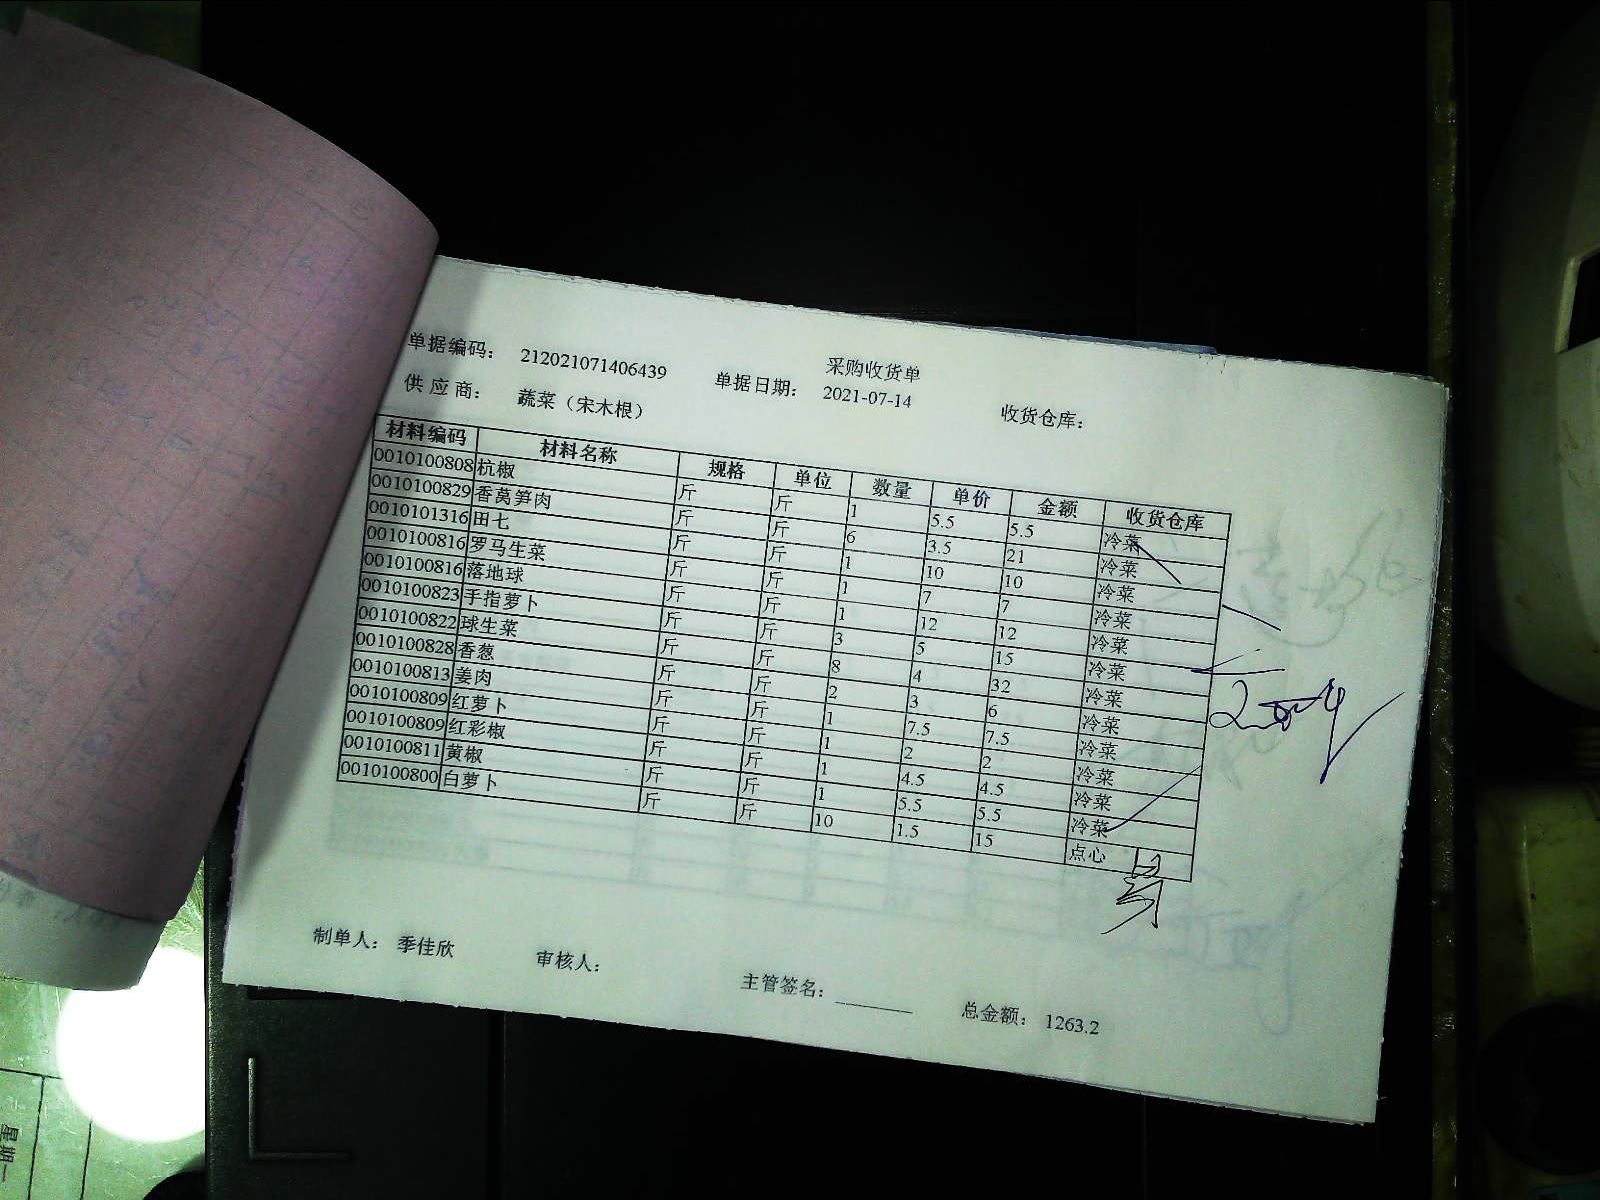 采购收货单
单据编码： 212021071406439 单据日期： 2021-07-14 收货仓库：
供 应 商： 蔬菜（宋木根）
材料编码 材料名称 规格 单位 数量 单价 金额 收货仓库
0010100808 杭椒 斤 斤 1 5.5 5.5 冷菜
0010100829 香莴笋肉 斤 斤 6 3.5 21 冷菜
0010101316 田七 斤 斤 1 10 10 冷菜
0010100816 罗马生菜 斤 斤 1 7 7 冷菜
0010100816 落地球 斤 斤 1 12 12 冷菜
0010100823 手指萝卜 斤 斤 3 5 15 冷菜
0010100822 球生菜 斤 斤 8 4 32 冷菜
0010100828 香葱 斤 斤 2 3 6 冷菜
0010100813 姜肉 斤 斤 1 7.5 7.5 冷菜
0010100809 红萝卜 斤 斤 1 2 2 冷菜
0010100809 红彩椒 斤 斤 1 4.5 4.5 冷菜
0010100811 黄椒 斤 斤 1 5.5 5.5 冷菜
0010100800 白萝卜 斤 斤 10 1.5 15 点心
制单人： 季佳欣 审核人： 主管签名： 总金额： 1263.2
星期一